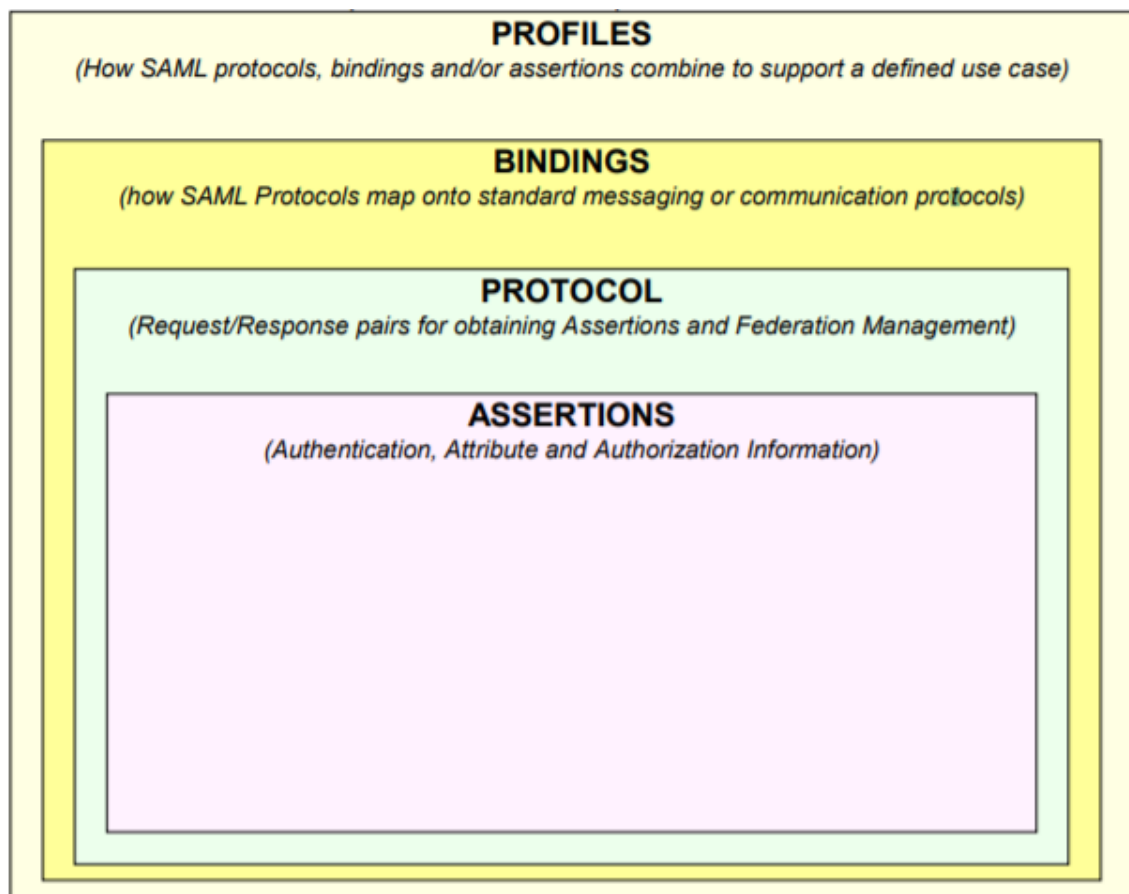 PROFILES
(How SAML protocols, bindings and/or assertions combine to support a defined use case)
BINDINGS
(how SAML Protocols map onto standard messaging or communication protocols)
PROTOCOL
(Request/Response pairs for obtaining Assertions and Federation Management)
ASSERTIONS
(Authentication, Attribute and Authorization Information)